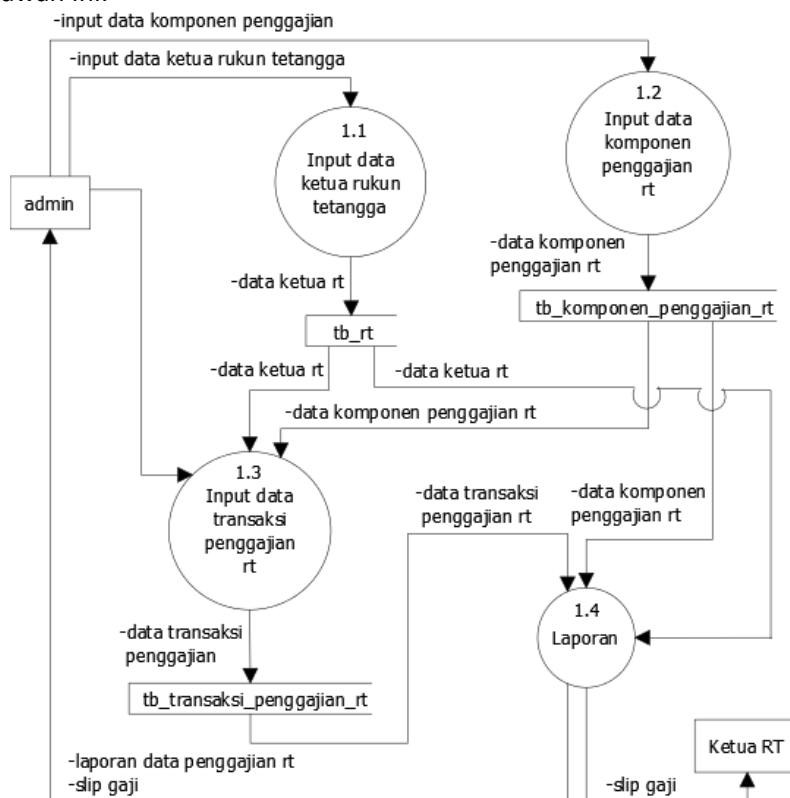 -input data komponen penggajian
-input data ketua rukun tetangga
1.1
Input data
ketua rukun
tetangga
1.2
Input data
komponen
penggajian
rt
admin
-data komponen
penggajian rt
-data ketua rt
tb_komponen_penggajian_rt
tb_rt
-data ketua rt
-data ketua rt
-data komponen penggajian rt
1.3
Input data
transaksi
penggajian
rt
-data transaksi
penggajian rt
-data komponen
penggajian rt
1.4
Laporan
-data transaksi
penggajian
tb_transaksi_penggajian_rt
Ketua RT
-laporan data penggajian rt
-slip gaji
-slip gaji